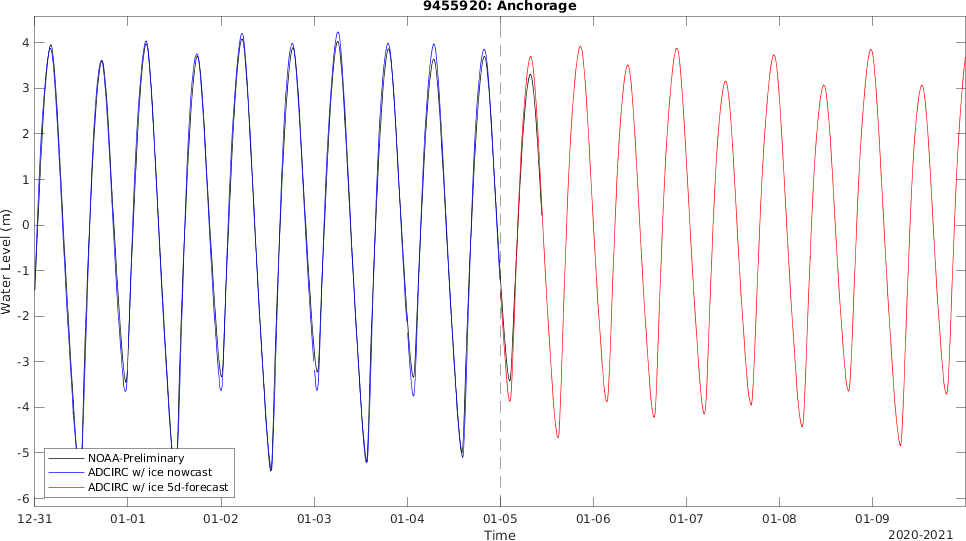 9455920: Anchorage
Water Level (m)
4
3
2
1
0
-1
-2
-3
-4
-5
-6
NOAA-Preliminary
ADCIRC w/ ice nowcast
ADCIRC w/ ice 5d-forecast
12-31 01-01 01-02 01-03 01-04 01-05 01-06 01-07 01-08 01-09
Time
2020-2021